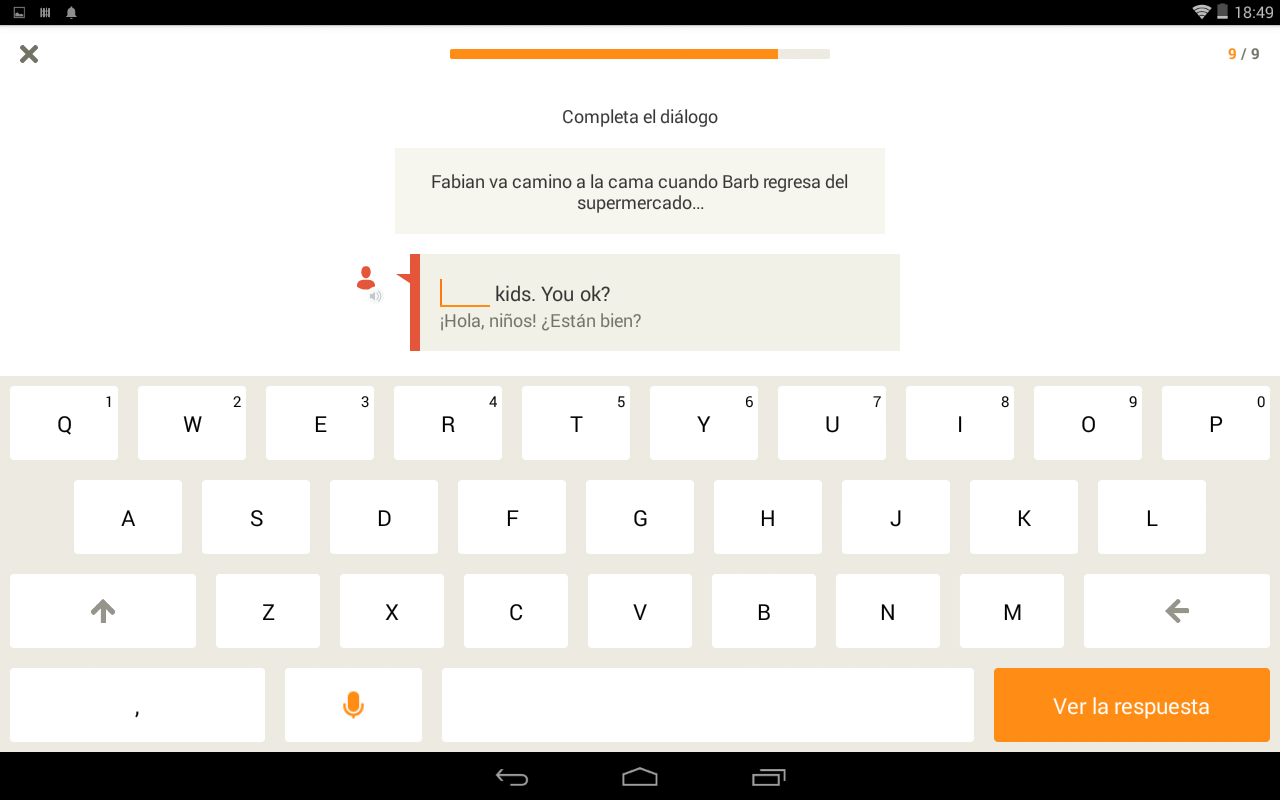 18:49
9 / 9
Completa el diálogo
Fabian va camino a la cama cuando Barb regresa del
supermercado...
kids. You ok?
¡Hola, niños! ¿Están bien?
1 2 3 4 5 6 7 8 9 0
Q W E R T Y U I O P
A S D F G H J K L
Z X C V B N M
, Ver la respuesta